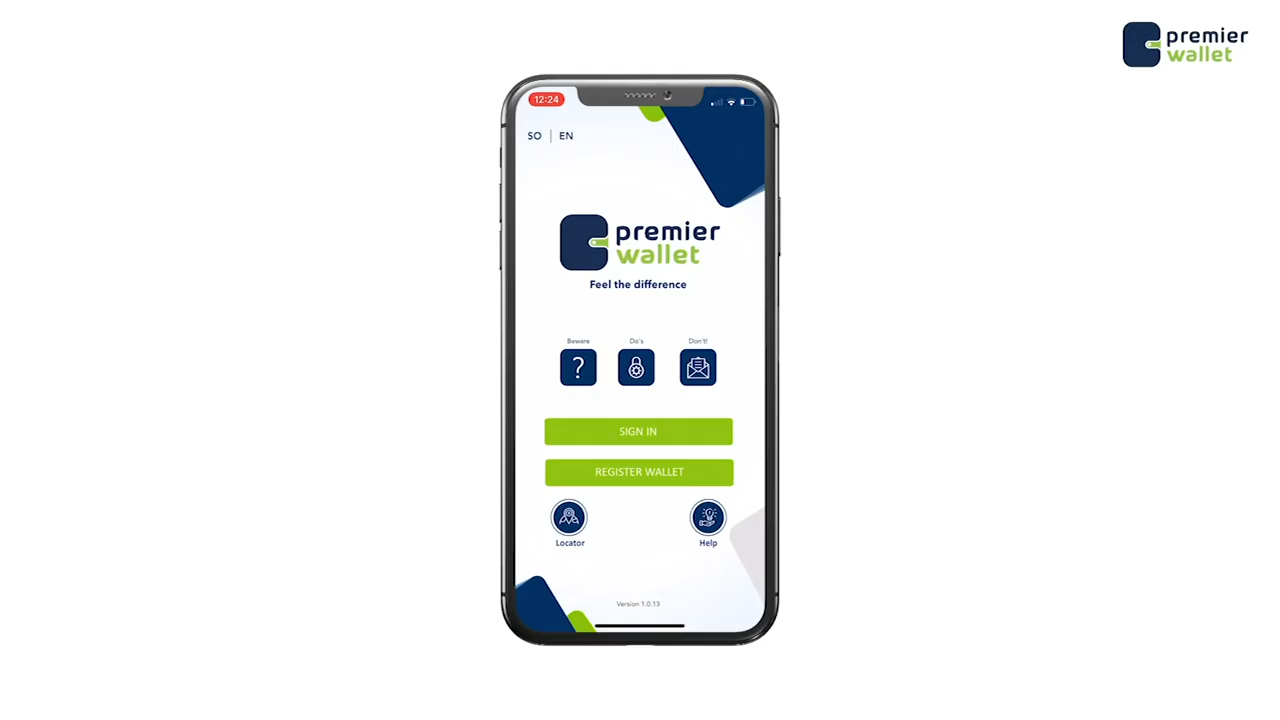 premier
wallet
12:24
SO | EN
premier
wallet
Feel the difference
Beware
Do's
Don't!
SIGN IN
REGISTER WALLET
Locator
Help
Version 1.0.13